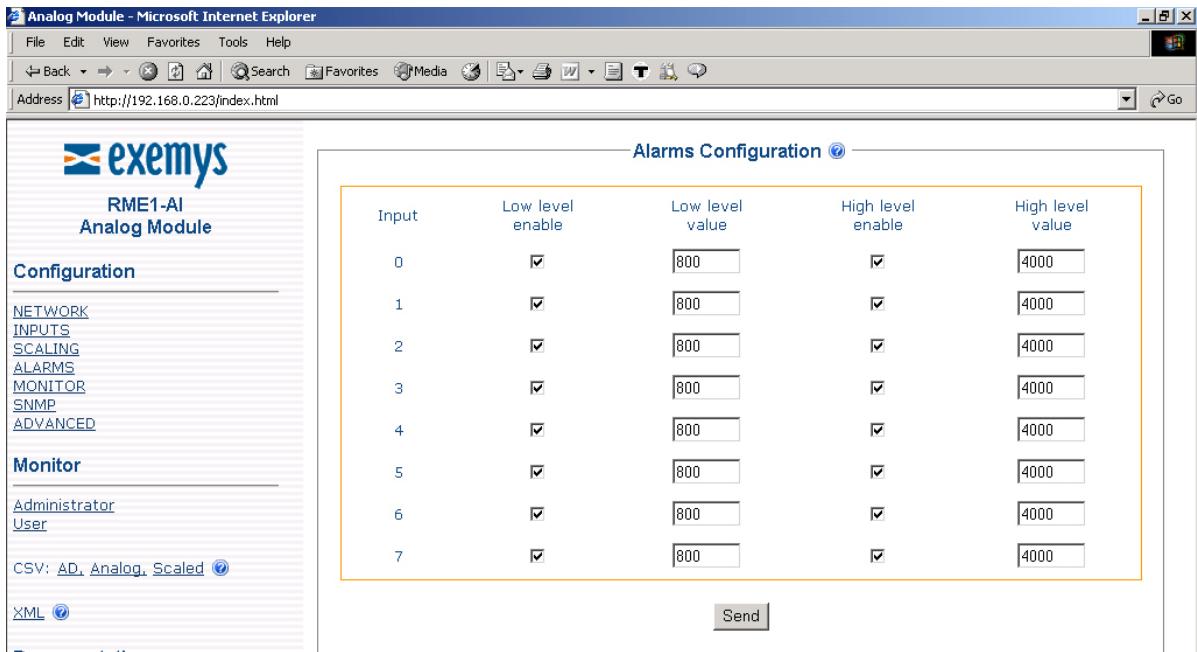 Analog Module - Microsoft Internet Explorer
File Edit View Favorites Tools Help
Back Search Favorites Media
Address http://192.168.0.223/index.html Go
exemys
RME1-AI
Analog Module
Configuration
NETWORK
INPUTS
SCALING
ALARMS
MONITOR
SNMP
ADVANCED
Monitor
Administrator
User
CSV: AD, Analog, Scaled ?
XML ?
Alarms Configuration ?
Input Low level enable Low level value High level enable High level value
0 800 4000
1 800 4000
2 800 4000
3 800 4000
4 800 4000
5 800 4000
6 800 4000
7 800 4000
Send